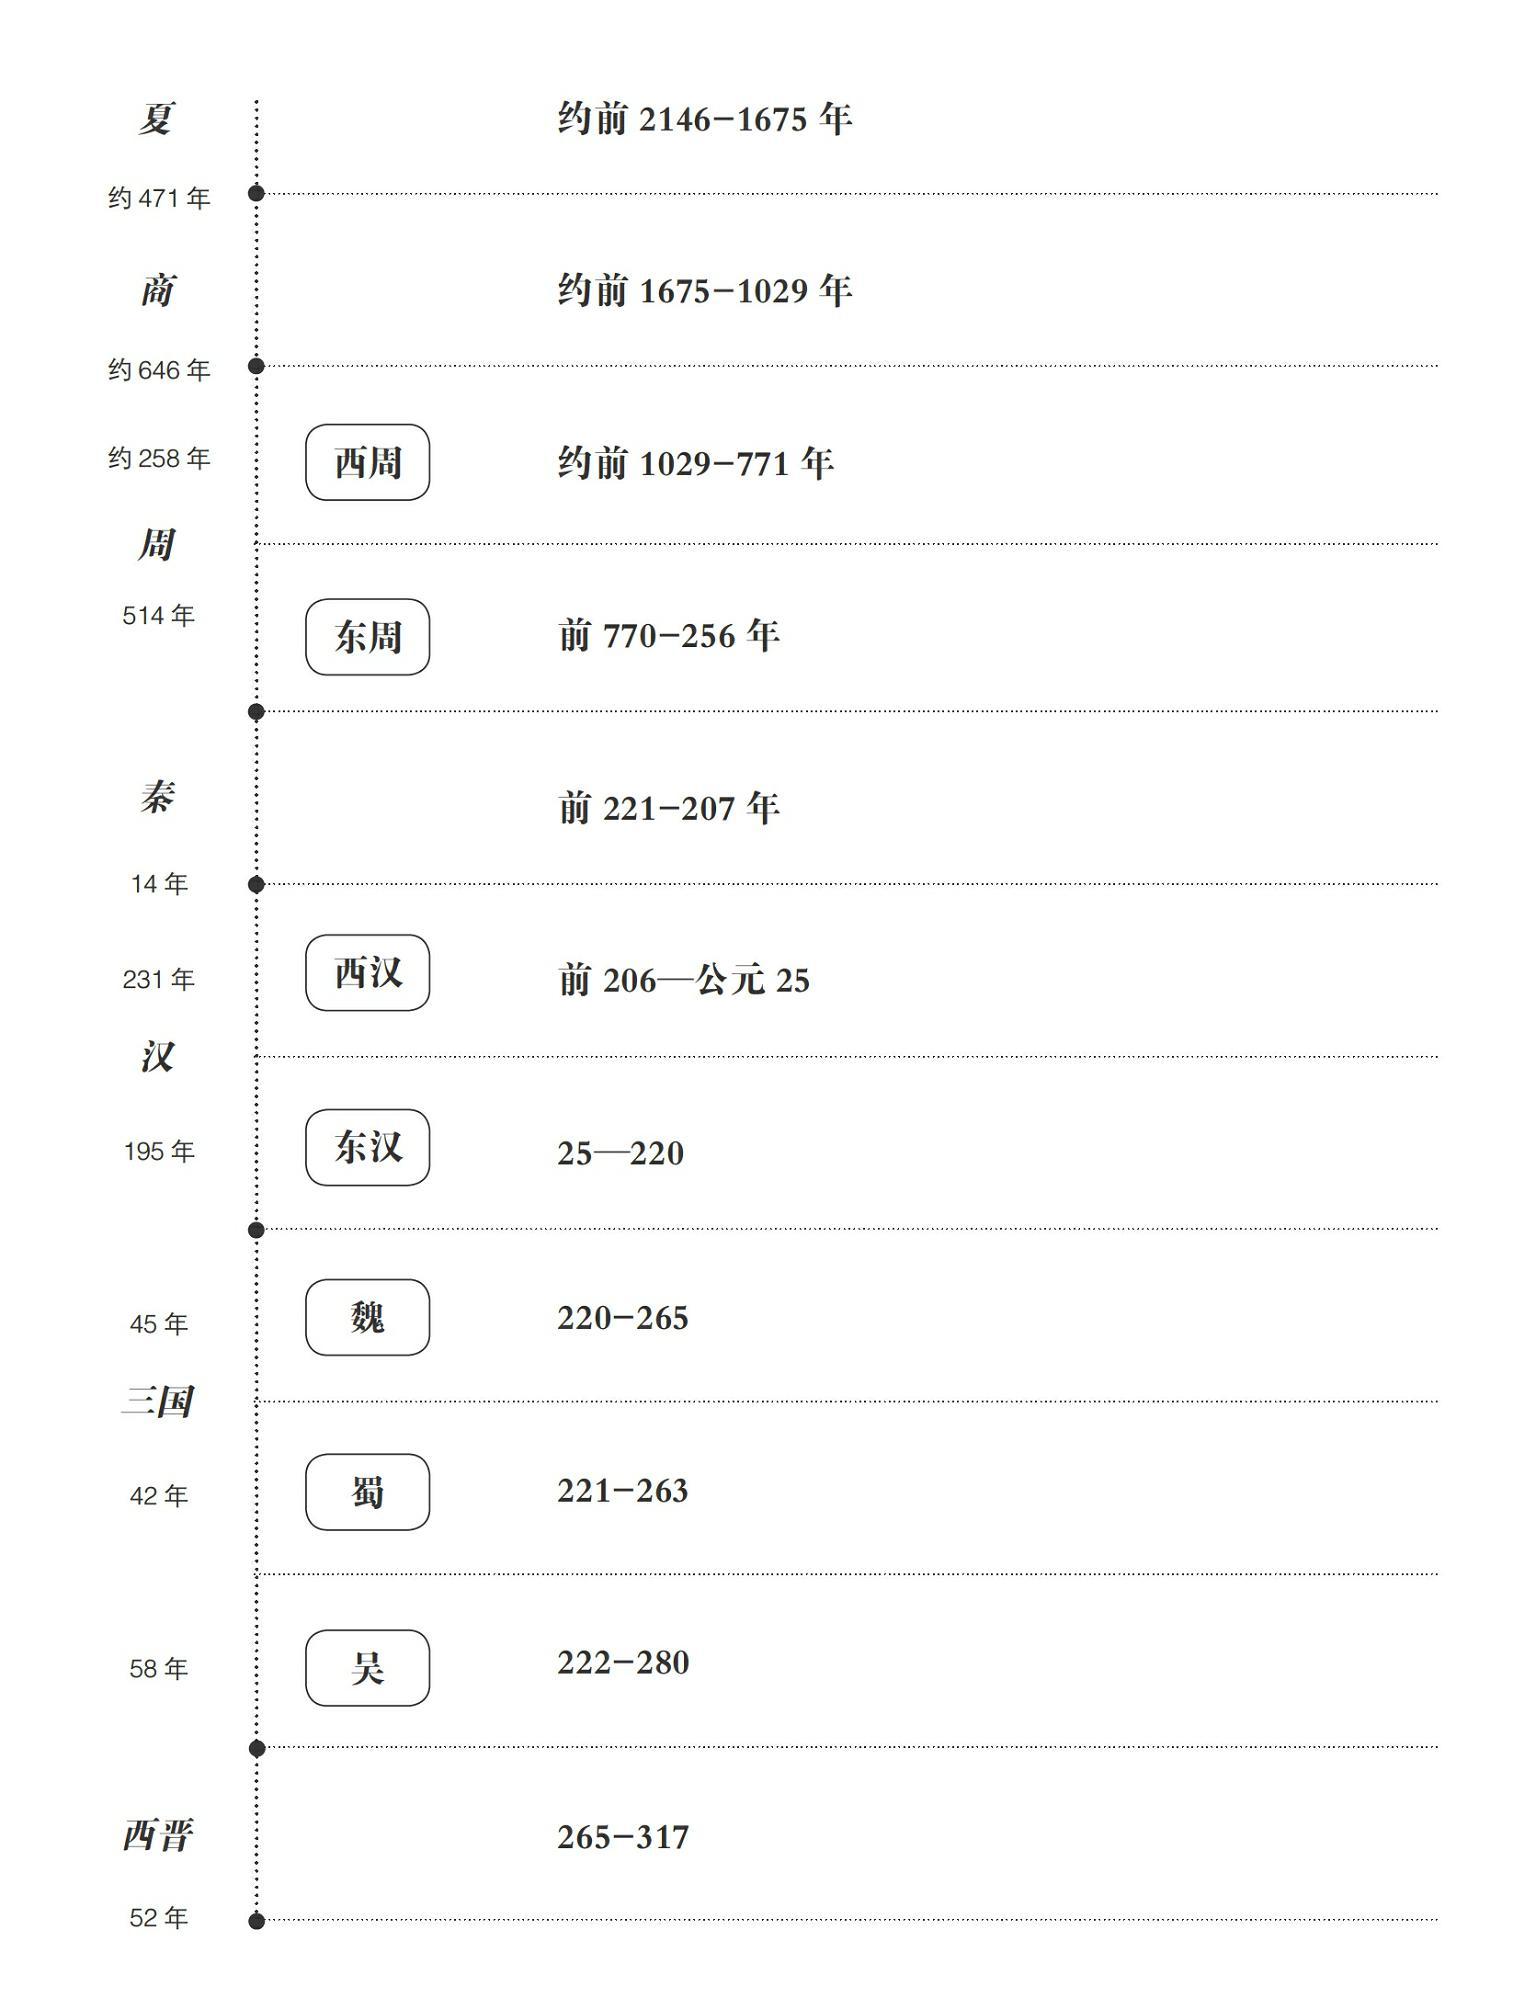 夏 约前 2146–1675 年
约 471 年
商 约前 1675–1029 年
约 646 年
约 258 年 西周 约前 1029–771 年
周
514 年 东周 前 770–256 年
秦 前 221–207 年
14 年
231 年 西汉 前 206—公元 25
汉
195 年 东汉 25—220
45 年 魏 220–265
三国
42 年 蜀 221–263
58 年 吴 222–280
西晋 265–317
52 年